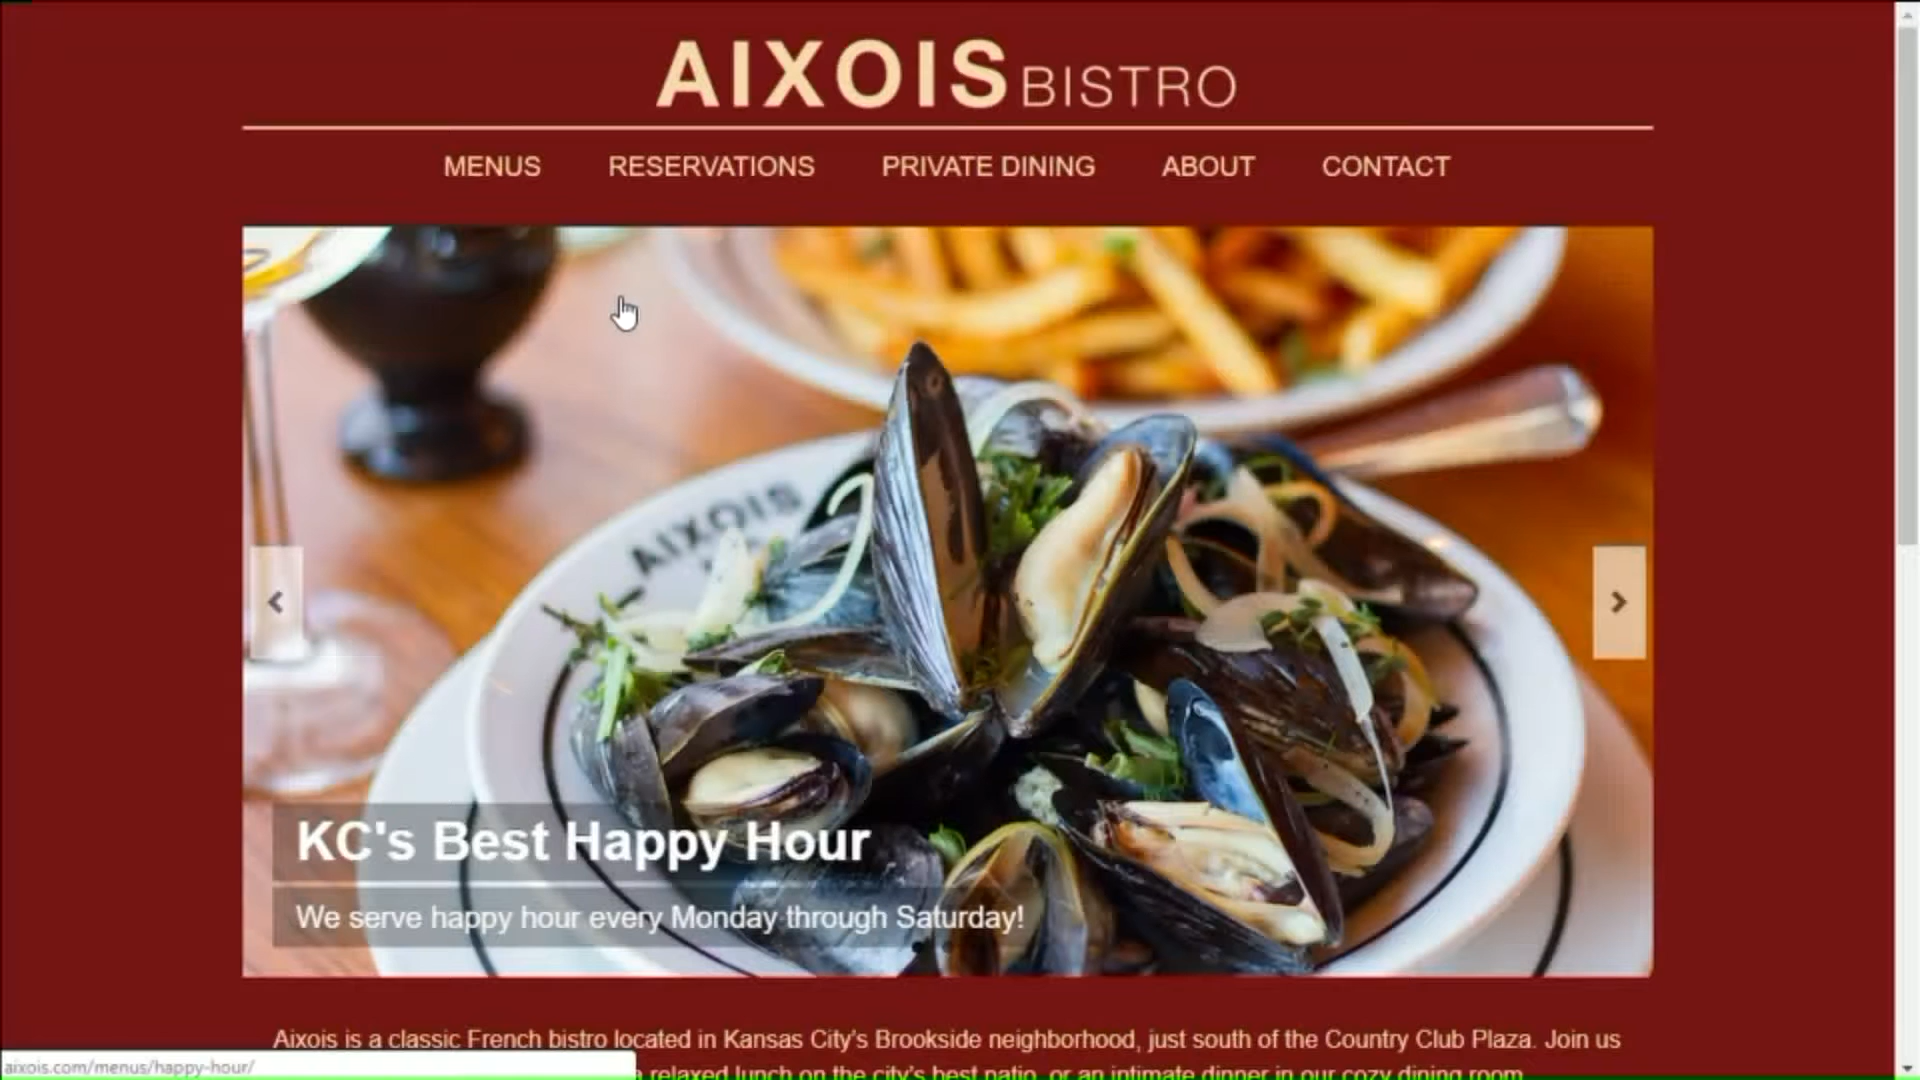 AIXOIS BISTRO
MENUS RESERVATIONS PRIVATE DINING ABOUT CONTACT
AIXOIS
KC's Best Happy Hour
We serve happy hour every Monday through Saturday!
Aixois is a classic French bistro located in Kansas City's Brookside neighborhood, just south of the Country Club Plaza. Join us
a relaxed lunch on the city's best patio, or an intimate dinner in our cozy dining room.
aixois.com/menus/happy-hour/